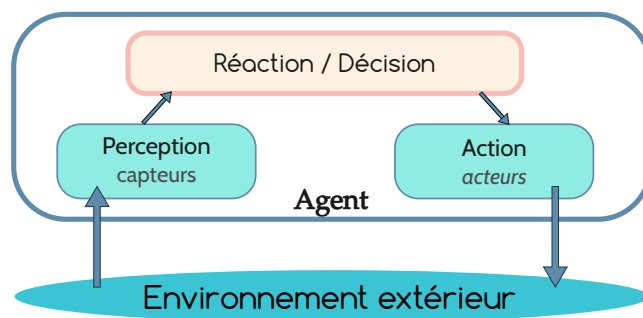 Réaction / Décision
Perception
capteurs
Action
acteurs
Agent
Environnement extérieur